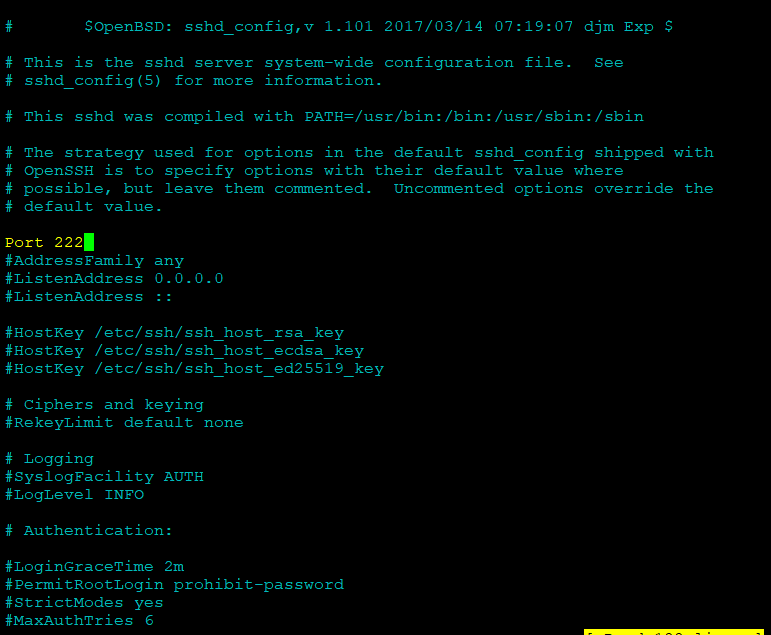 #       $OpenBSD: sshd_config,v 1.101 2017/03/14 07:19:07 djm Exp $
# This is the sshd server system-wide configuration file.  See
# sshd_config(5) for more information.
# This sshd was compiled with PATH=/usr/bin:/bin:/usr/sbin:/sbin
# The strategy used for options in the default sshd_config shipped with
# OpenSSH is to specify options with their default value where
# possible, but leave them commented.  Uncommented options override the
# default value.
Port 222
#AddressFamily any
#ListenAddress 0.0.0.0
#ListenAddress ::
#HostKey /etc/ssh/ssh_host_rsa_key
#HostKey /etc/ssh/ssh_host_ecdsa_key
#HostKey /etc/ssh/ssh_host_ed25519_key
# Ciphers and keying
#RekeyLimit default none
# Logging
#SyslogFacility AUTH
#LogLevel INFO
# Authentication:
#LoginGraceTime 2m
#PermitRootLogin prohibit-password
#StrictModes yes
#MaxAuthTries 6